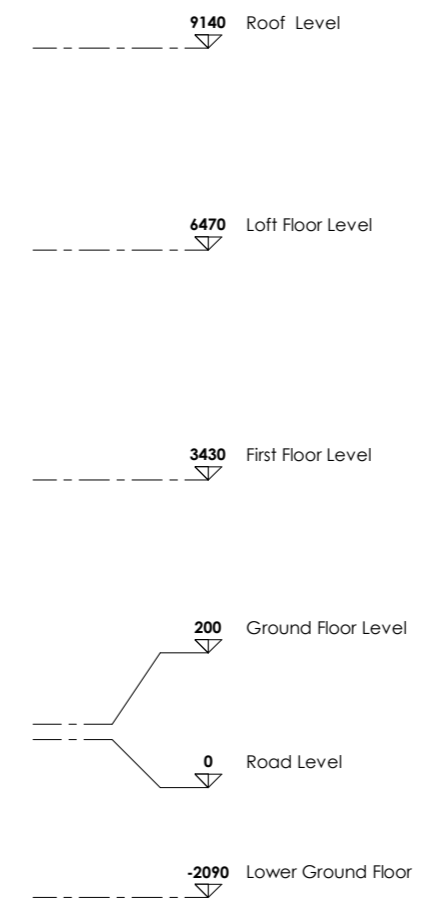 9140 Roof Level
6470 Loft Floor Level
3430 First Floor Level
200 Ground Floor Level
0 Road Level
-2090 Lower Ground Floor